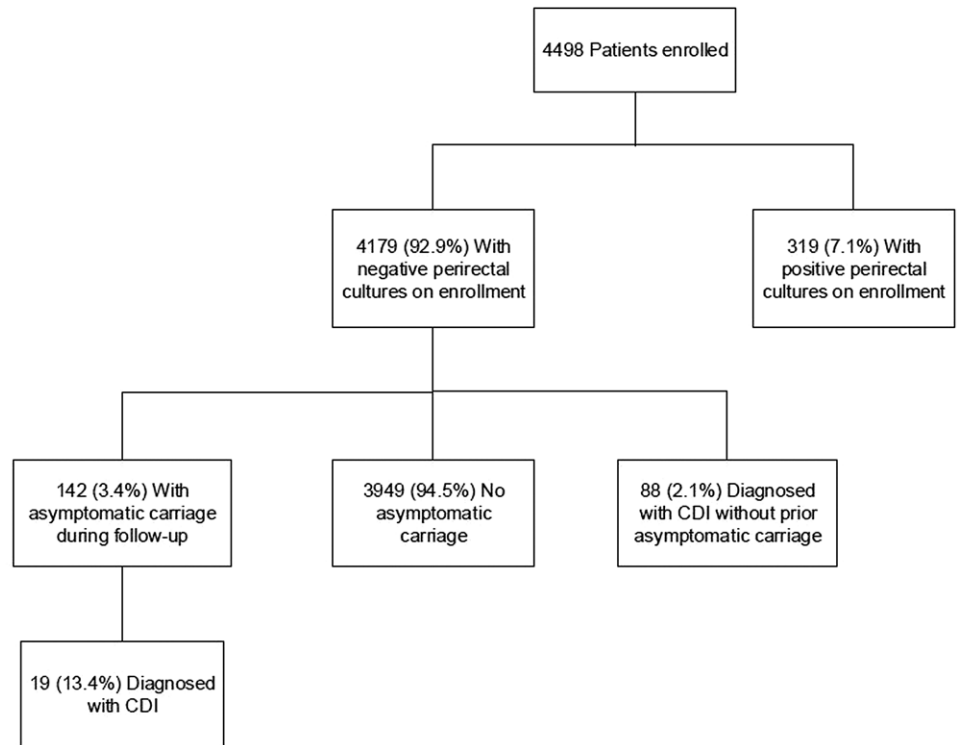 4498 Patients enrolled
4179 (92.9%) With
negative perirectal
cultures on enrollment
319 (7.1%) With
positive perirectal
cultures on enrollment
142 (3.4%) With
asymptomatic carriage
during follow-up
3949 (94.5%) No
asymptomatic
carriage
88 (2.1%) Diagnosed
with CDI without prior
asymptomatic carriage
19 (13.4%) Diagnosed
with CDI